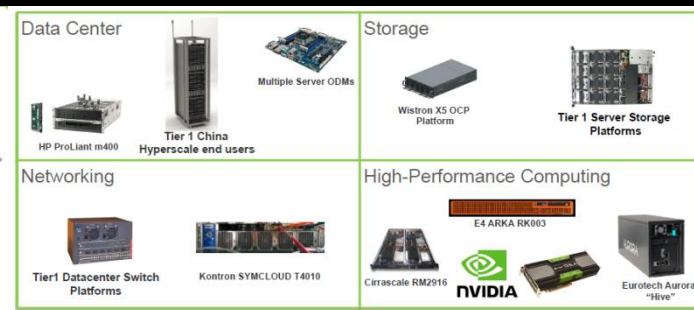 Data Center
Multiple Server ODMs
HP ProLiant m400
Tier 1 China
Hyperscale end users
Storage
Wistron X5 OCP
Platform
Tier 1 Server Storage
Platforms
Networking
Tier1 Datacenter Switch
Platforms
Kontron SYMCLOUD T4010
High-Performance Computing
E4 ARKA RK003
Cirrascale RM2916
NVIDIA
Eurotech Aurora
"Hive"